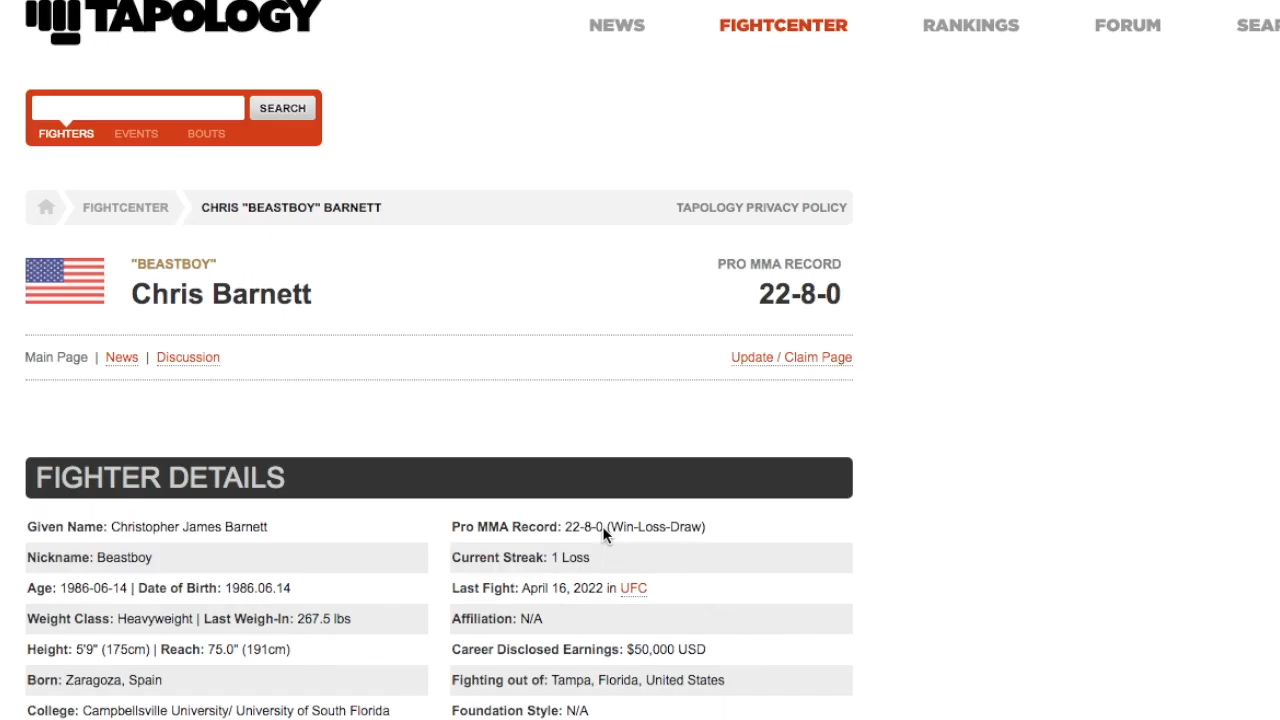 TAPOLOGY
NEWS FIGHTCENTER RANKINGS FORUM
SEARCH
FIGHTERS EVENTS BOUTS
FIGHTCENTER CHRIS "BEASTBOY" BARNETT TAPOLOGY PRIVACY POLICY
"BEASTBOY" PRO MMA RECORD
Chris Barnett 22-8-0
Main Page | News | Discussion Update / Claim Page
FIGHTER DETAILS
Given Name: Christopher James Barnett Pro MMA Record: 22-8-0 (Win-Loss-Draw)
Nickname: Beastboy Current Streak: 1 Loss
Age: 1986-06-14 | Date of Birth: 1986.06.14 Last Fight: April 16, 2022 in UFC
Weight Class: Heavyweight | Last Weigh-In: 267.5 lbs Affiliation: N/A
Height: 5'9" (175cm) | Reach: 75.0" (191cm) Career Disclosed Earnings: $50,000 USD
Born: Zaragoza, Spain Fighting out of: Tampa, Florida, United States
College: Campbellsville University/ University of South Florida Foundation Style: N/A